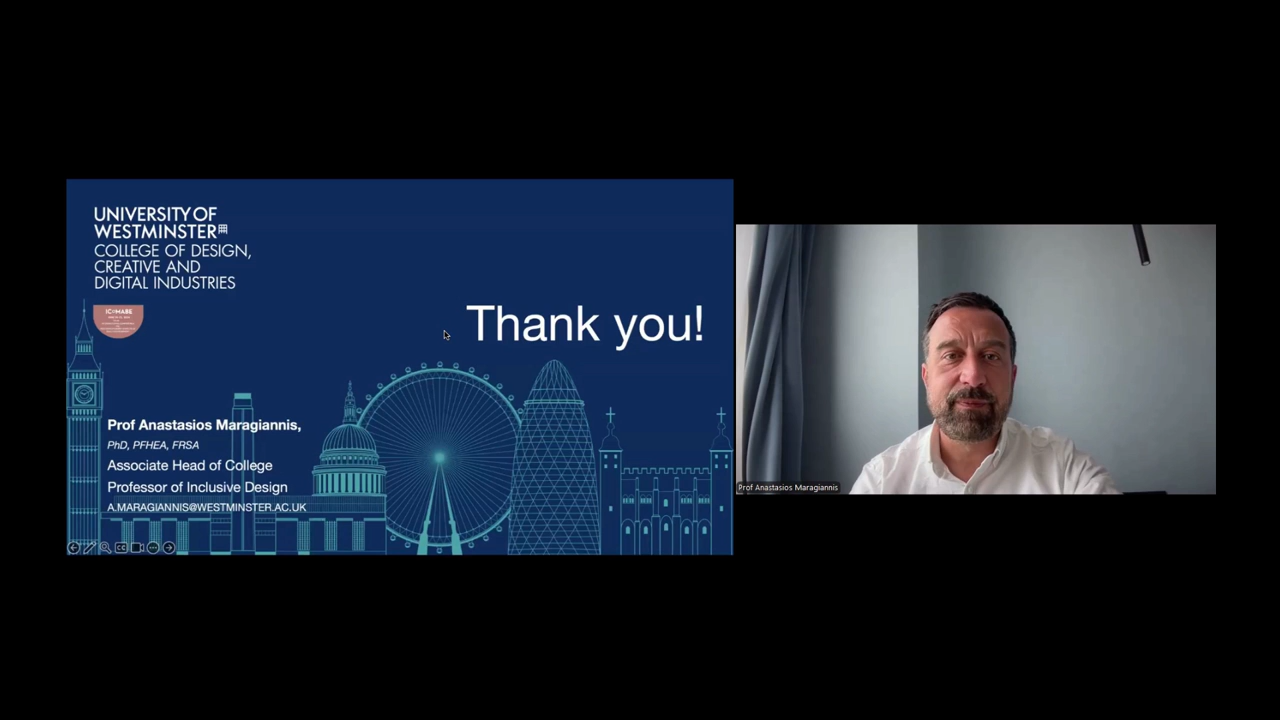 UNIVERSITY OF
WESTMINSTER
COLLEGE OF DESIGN,
CREATIVE AND
DIGITAL INDUSTRIES
Thank you!
Prof Anastasios Maragiannis,
PhD, PFHEA, FRSA
Associate Head of College
Professor of Inclusive Design
A.MARAGIANNIS@WESTMINSTER.AC.UK
CC
Prof Anastasios Maragiannis